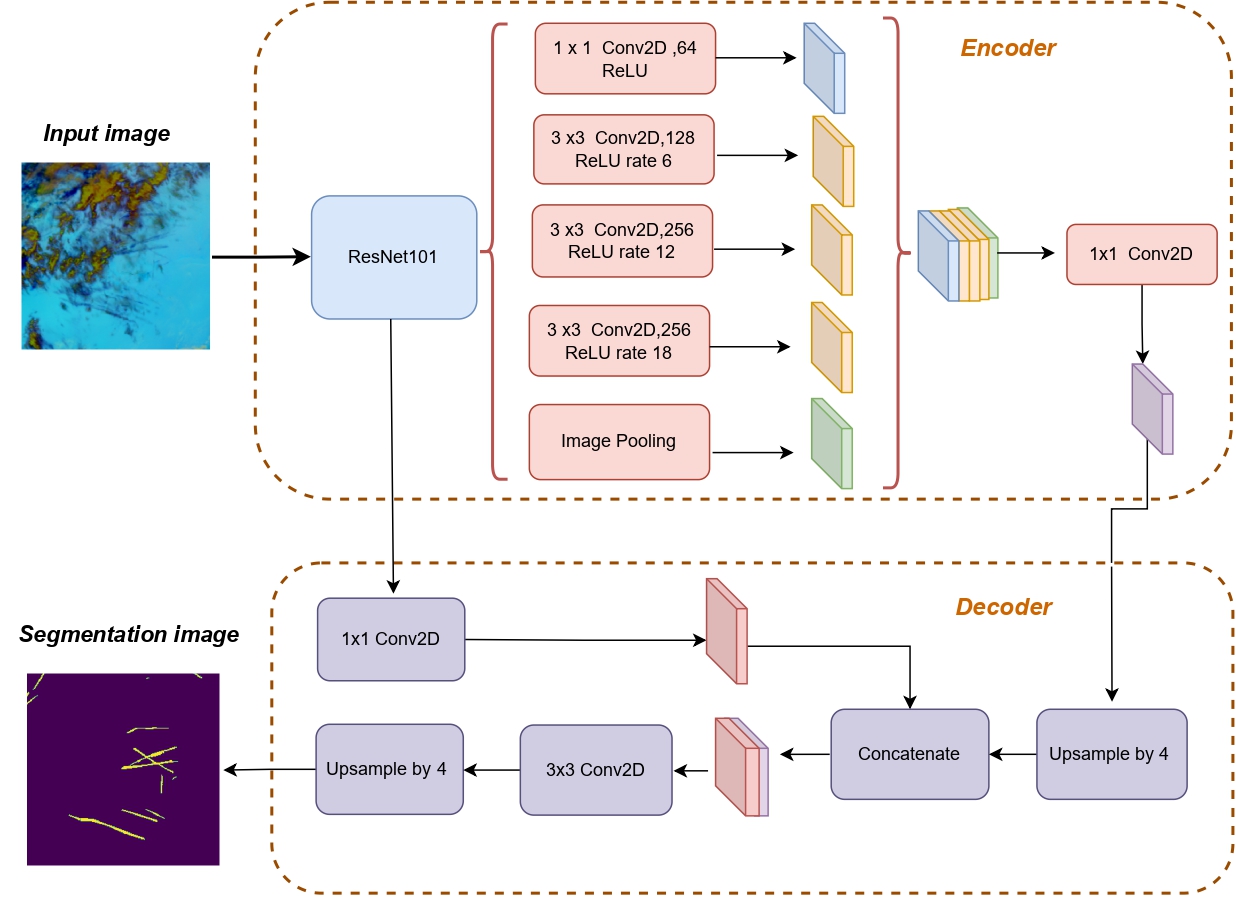 Encoder
Input image
ResNet101
1 x 1 Conv2D ,64
ReLU
3 x3 Conv2D,128
ReLU rate 6
3 x3 Conv2D,256
ReLU rate 12
3 x3 Conv2D,256
ReLU rate 18
Image Pooling
1x1 Conv2D
Decoder
Segmentation image
1x1 Conv2D
Upsample by 4
3x3 Conv2D
Concatenate
Upsample by 4